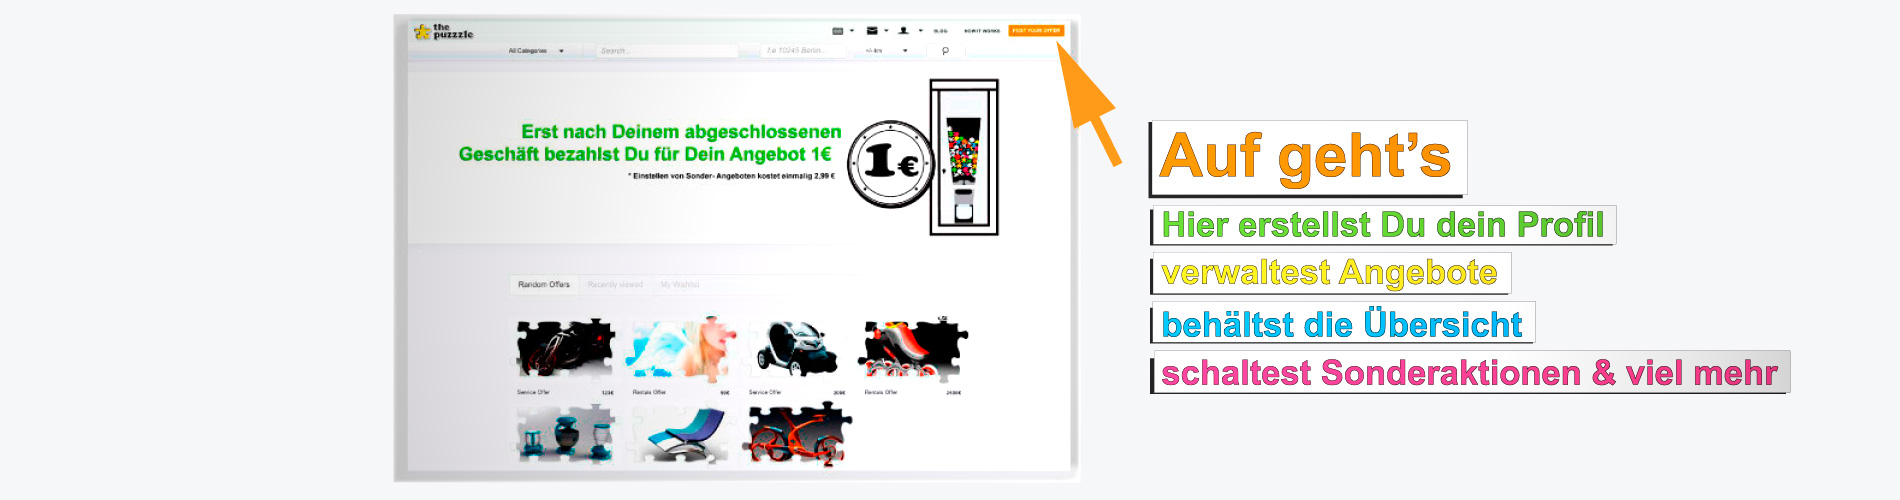 the
puzzzle
BLOG HOW IT WORKS POST YOUR OFFER
All Categories Search... f.e 10245 Berlin... +/- km
Erst nach Deinem abgeschlossenen
Geschäft bezahlst Du für Dein Angebot 1€
* Einstellen von Sonder- Angeboten kostet einmalig 2,99 €
1€
Random Offers Recently viewed My Wishlist
Service Offer 123€ Rentals Offer 99€ Service Offer Rentals Offer
Auf geht’s
Hier erstellst Du dein Profil
verwaltest Angebote
behältst die Übersicht
schaltest Sonderaktionen & viel mehr